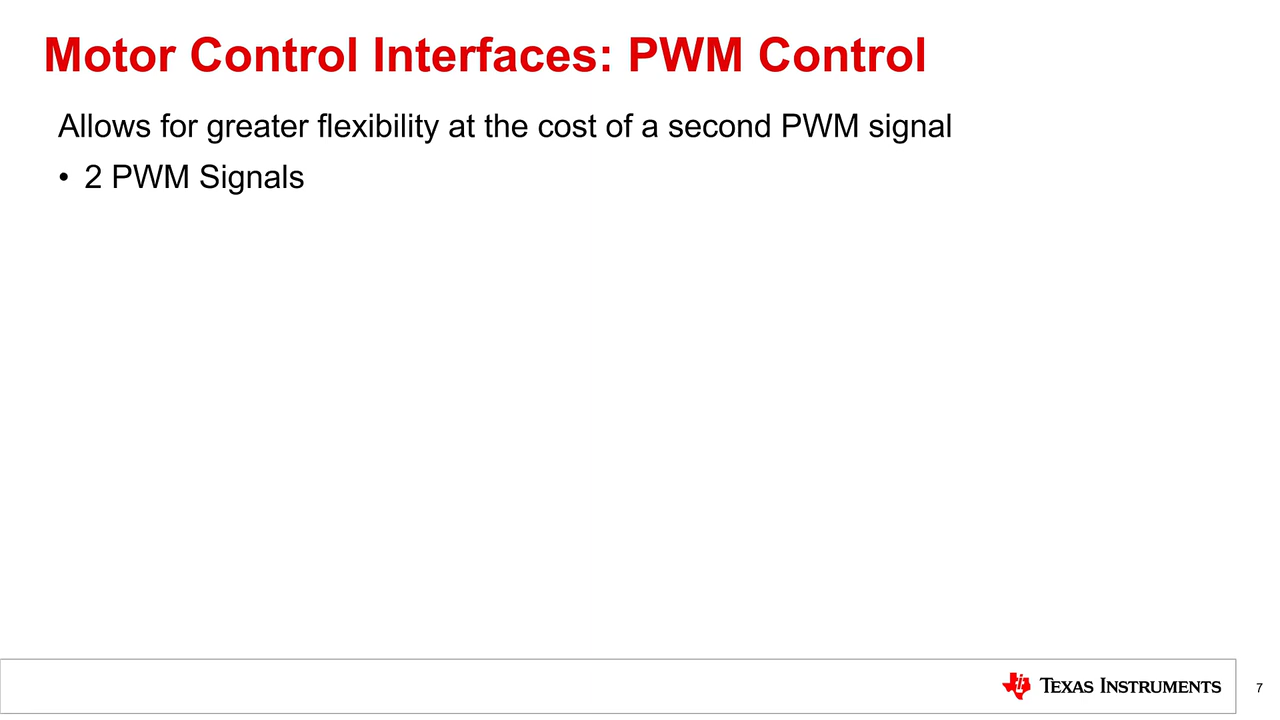 Motor Control Interfaces: PWM Control
Allows for greater flexibility at the cost of a second PWM signal
• 2 PWM Signals
TEXAS INSTRUMENTS
7